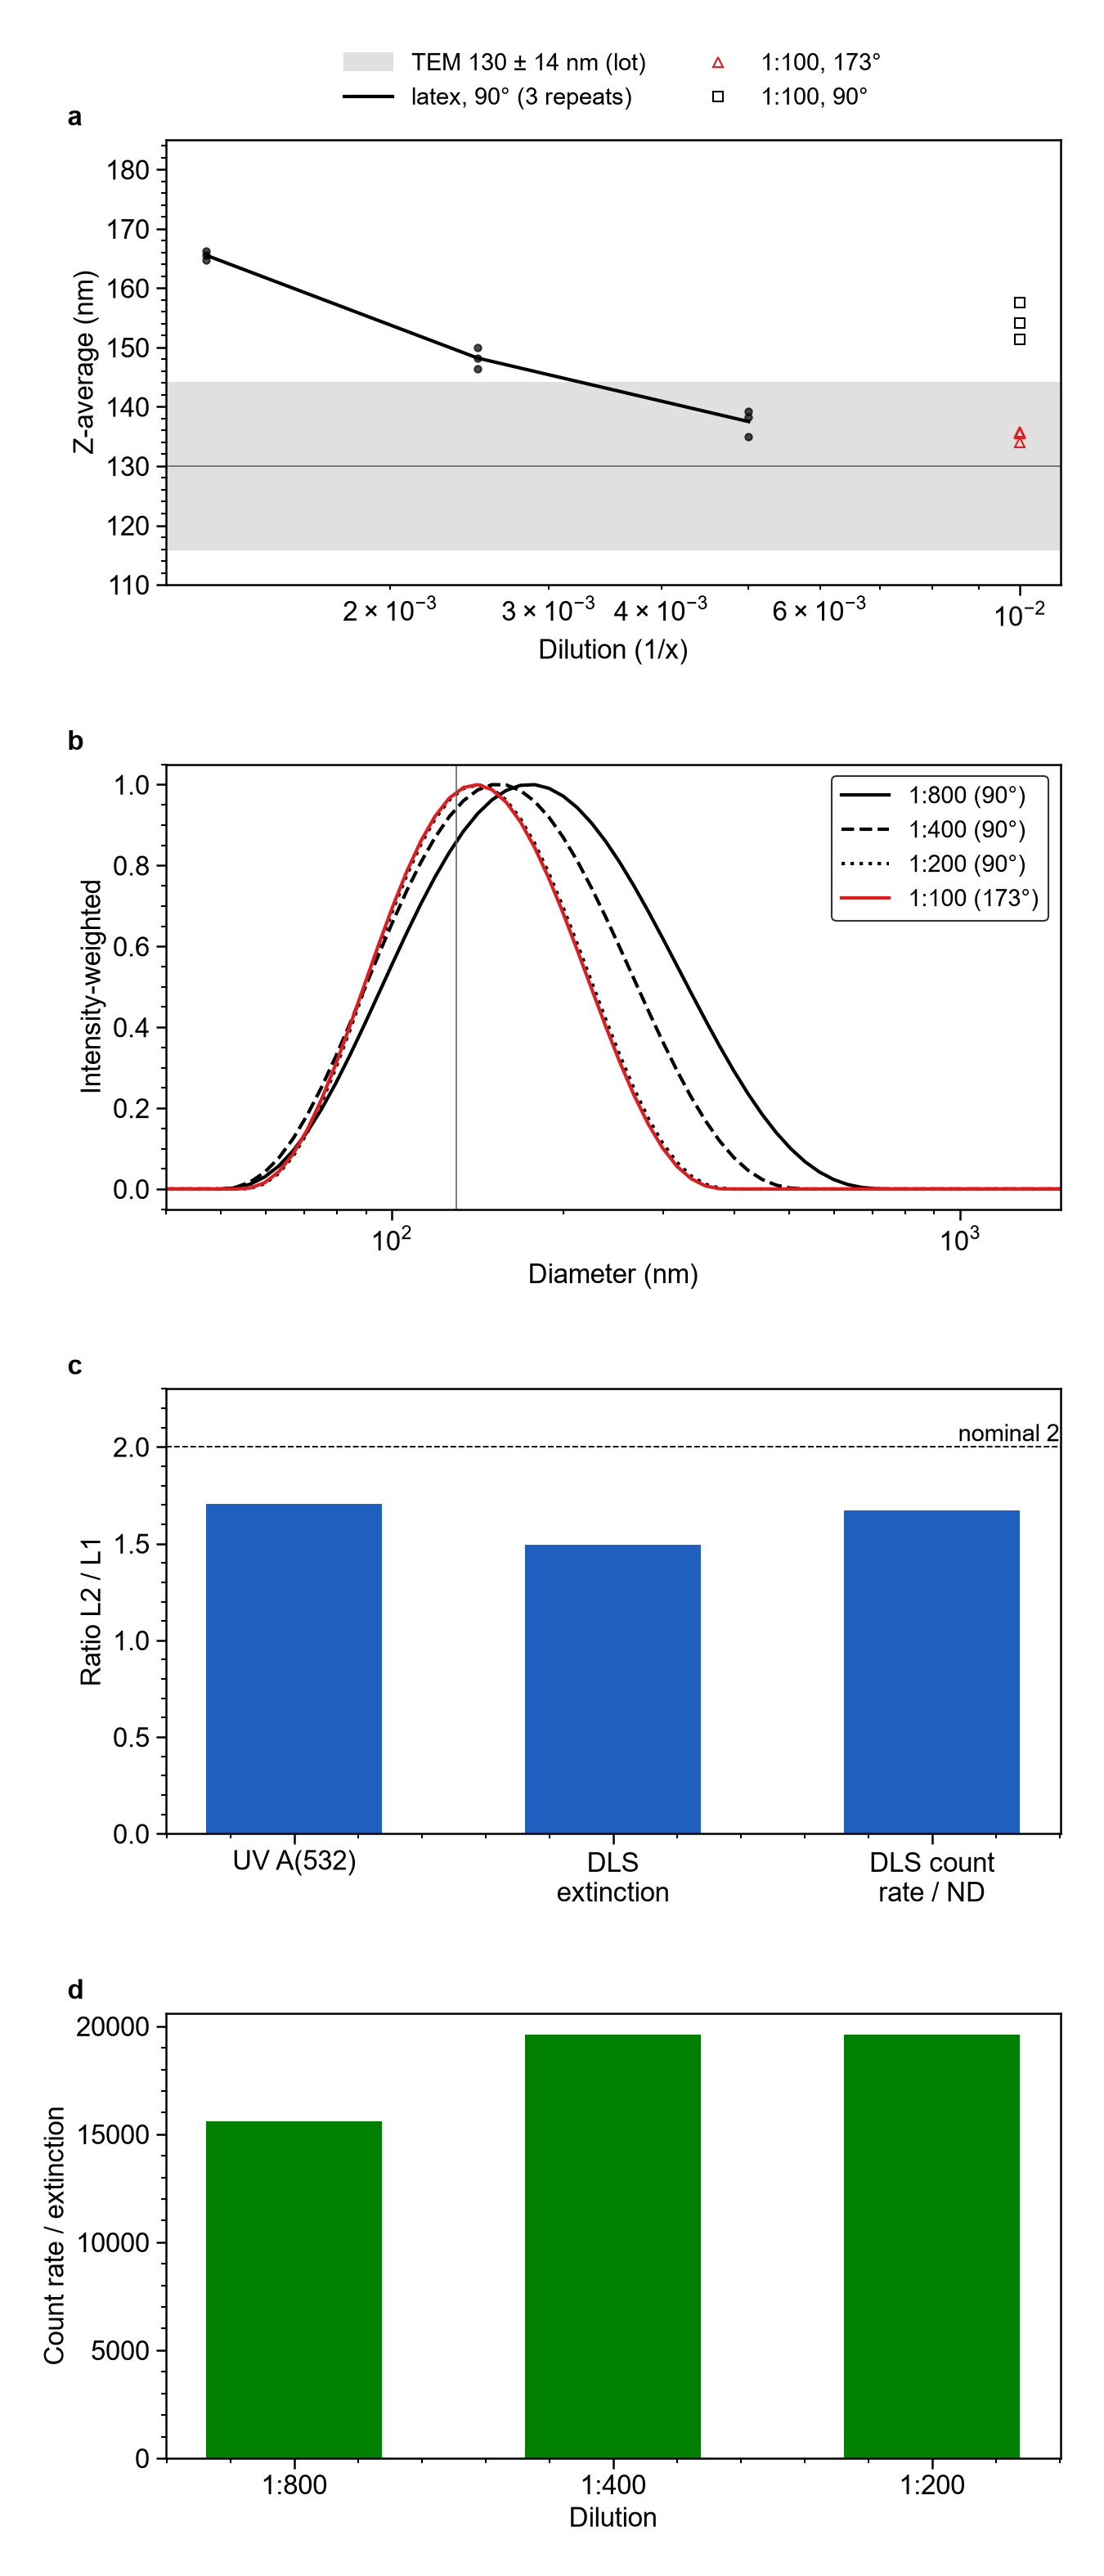 TEM 130 ± 14 nm (lot)
latex, 90° (3 repeats)
1:100, 173°
1:100, 90°
a
180
170
160
150
140
130
120
110
Z-average (nm)
2 × 10⁻³
3 × 10⁻³
4 × 10⁻³
6 × 10⁻³
10⁻²
Dilution (1/x)
b
1.0
0.8
0.6
0.4
0.2
0.0
Intensity-weighted
1:800 (90°)
1:400 (90°)
1:200 (90°)
1:100 (173°)
10²
10³
Diameter (nm)
c
2.0
1.5
1.0
0.5
0.0
Ratio L2 / L1
nominal 2
UV A(532)
DLS
extinction
DLS count
rate / ND
d
20000
15000
10000
5000
0
Count rate / extinction
1:800
1:400
1:200
Dilution